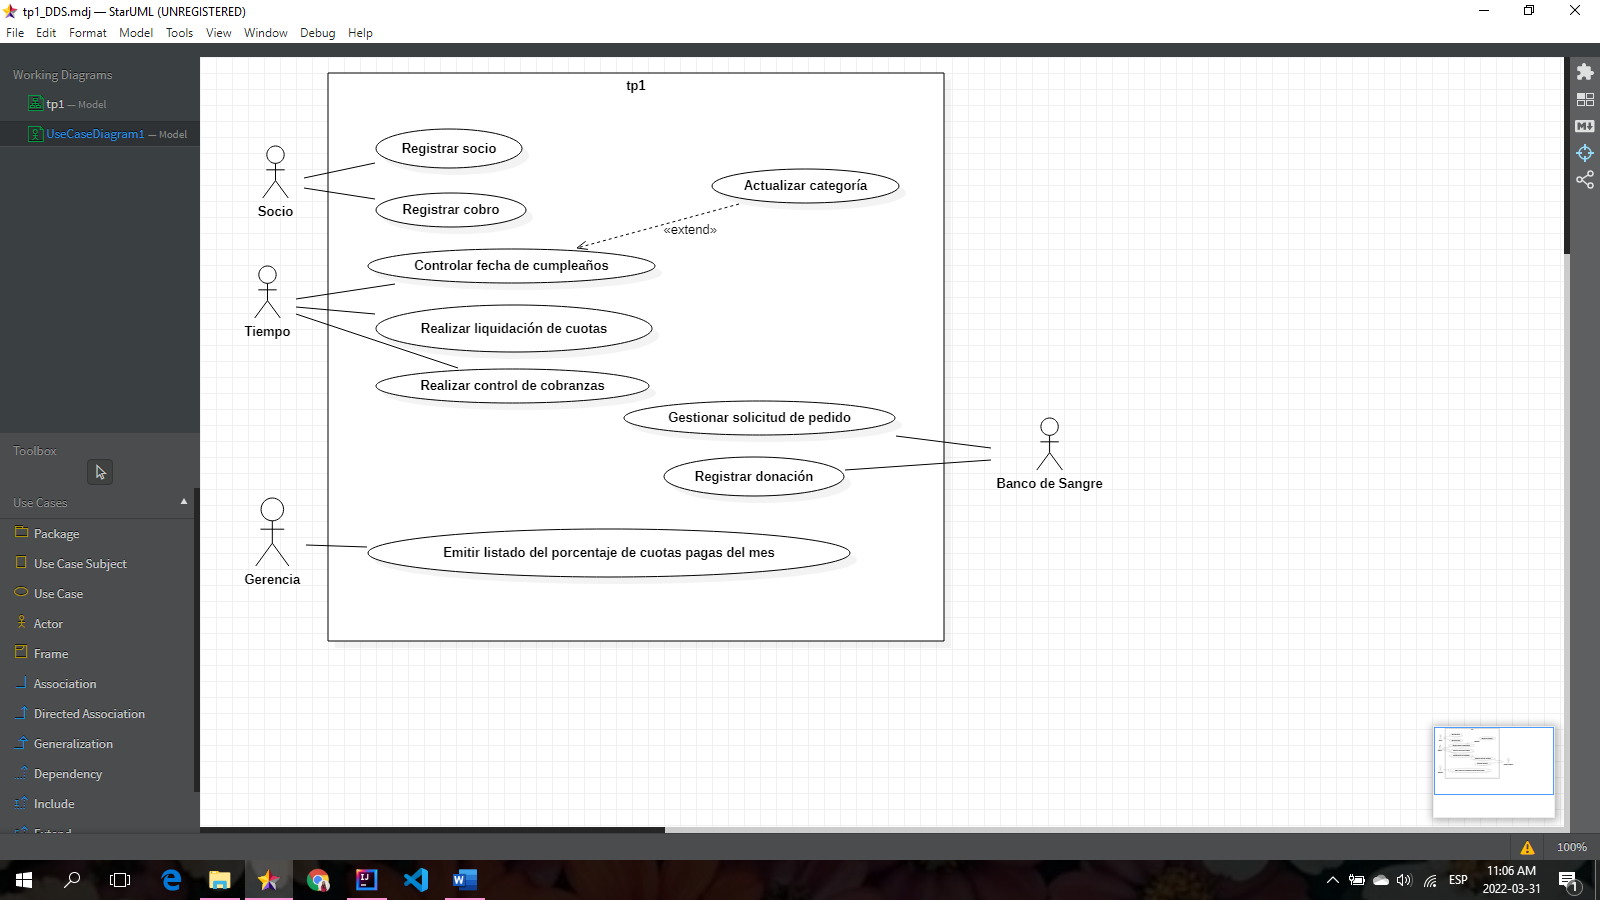 tp1_DDS.mdj — StarUML (UNREGISTERED)
File Edit Format Model Tools View Window Debug Help
Working Diagrams
tp1 — Model
UseCaseDiagram1 — Model
Toolbox
Use Cases
Package
Use Case Subject
Use Case
Actor
Frame
Association
Directed Association
Generalization
Dependency
Include
Extend
tp1
Registrar socio
Actualizar categoría
Socio
Registrar cobro
«extend»
Controlar fecha de cumpleaños
Tiempo
Realizar liquidación de cuotas
Realizar control de cobranzas
Gestionar solicitud de pedido
Registrar donación
Banco de Sangre
Emitir listado del porcentaje de cuotas pagas del mes
Gerencia
100%
ESP
11:06 AM
2022-03-31
1